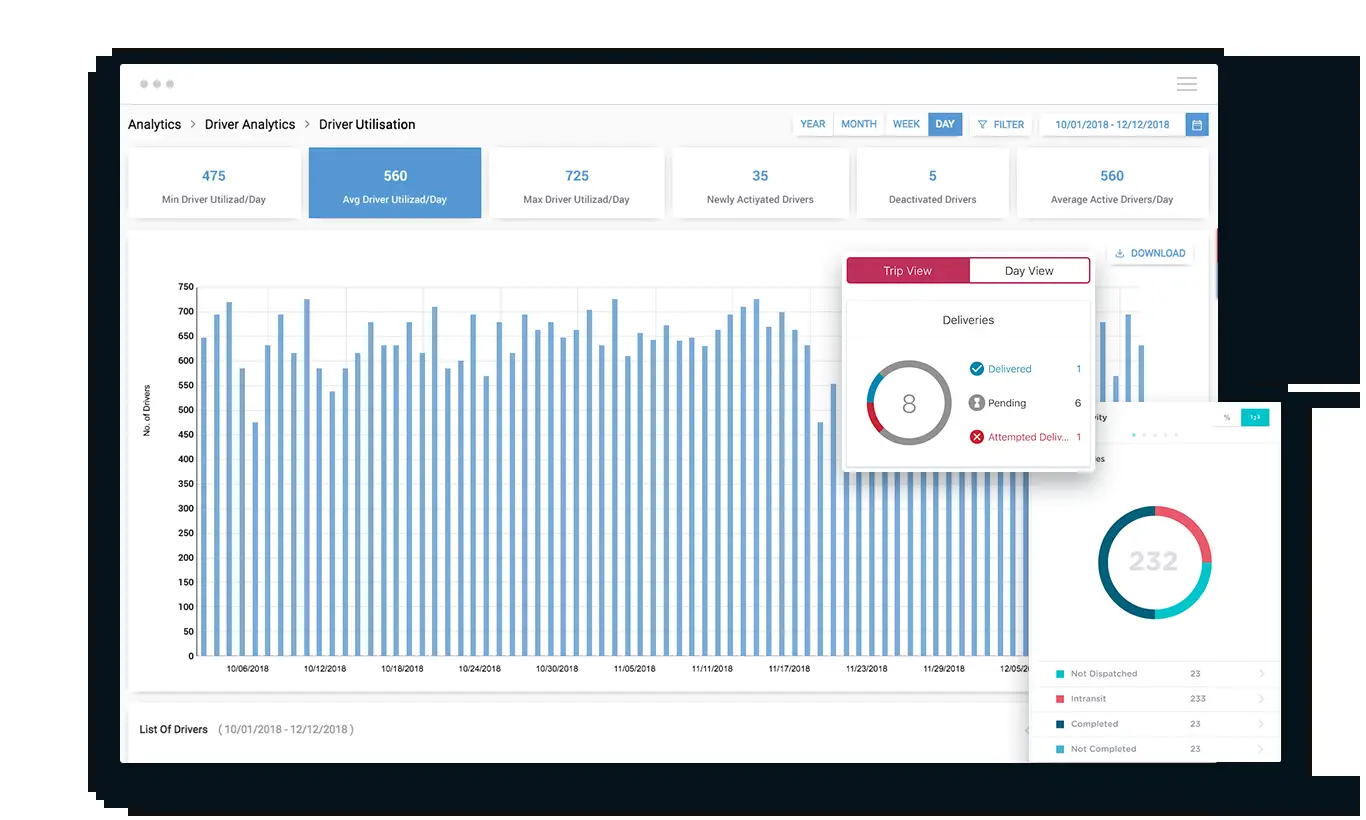 Analytics > Driver Analytics > Driver Utilisation
YEAR MONTH WEEK DAY FILTER 10/01/2018 - 12/12/2018
475
Min Driver Utilizad/Day
560
Avg Driver Utilizad/Day
725
Max Driver Utilizad/Day
35
Newly Actiyated Drivers
5
Deactivated Drivers
560
Average Active Drivers/Day
DOWNLOAD
No. of Drivers
750
700
650
600
550
500
450
400
350
300
250
200
150
100
50
0
10/06/2018 10/12/2018 10/18/2018 10/24/2018 10/30/2018 11/05/2018 11/11/2018 11/17/2018 11/23/2018 11/29/2018 12/05/2
Trip View Day View
Deliveries
8
Delivered 1
Pending 6
Attempted Deliv... 1
vity % 123
es
232
Not Dispatched 23
Intransit 233
Completed 23
Not Completed 23
List Of Drivers ( 10/01/2018 - 12/12/2018 )